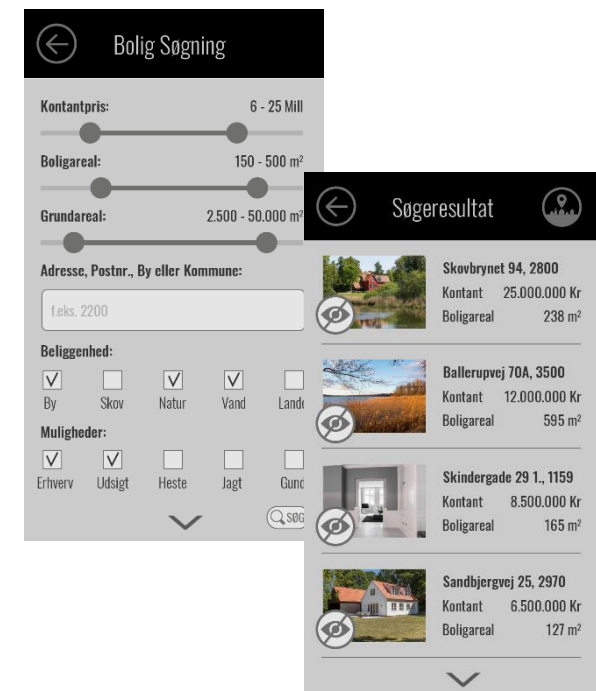 Bolig Søgning
Kontantpris: 6 - 25 Mill
Boligareal: 150 - 500 m²
Grundareal: 2.500 - 50.000 m²
Adresse, Postnr., By eller Kommune:
f.eks. 2200
Beliggenhed:
By Skov Natur Vand Lande
Muligheder:
Erhverv Udsigt Heste Jagt Gund
SØG
Søgeresultat
Skovbrynet 94, 2800
Kontant 25.000.000 Kr
Boligareal 238 m²
Ballerupvej 70A, 3500
Kontant 12.000.000 Kr
Boligareal 595 m²
Skindergade 29 1., 1159
Kontant 8.500.000 Kr
Boligareal 165 m²
Sandbjergvej 25, 2970
Kontant 6.500.000 Kr
Boligareal 127 m²